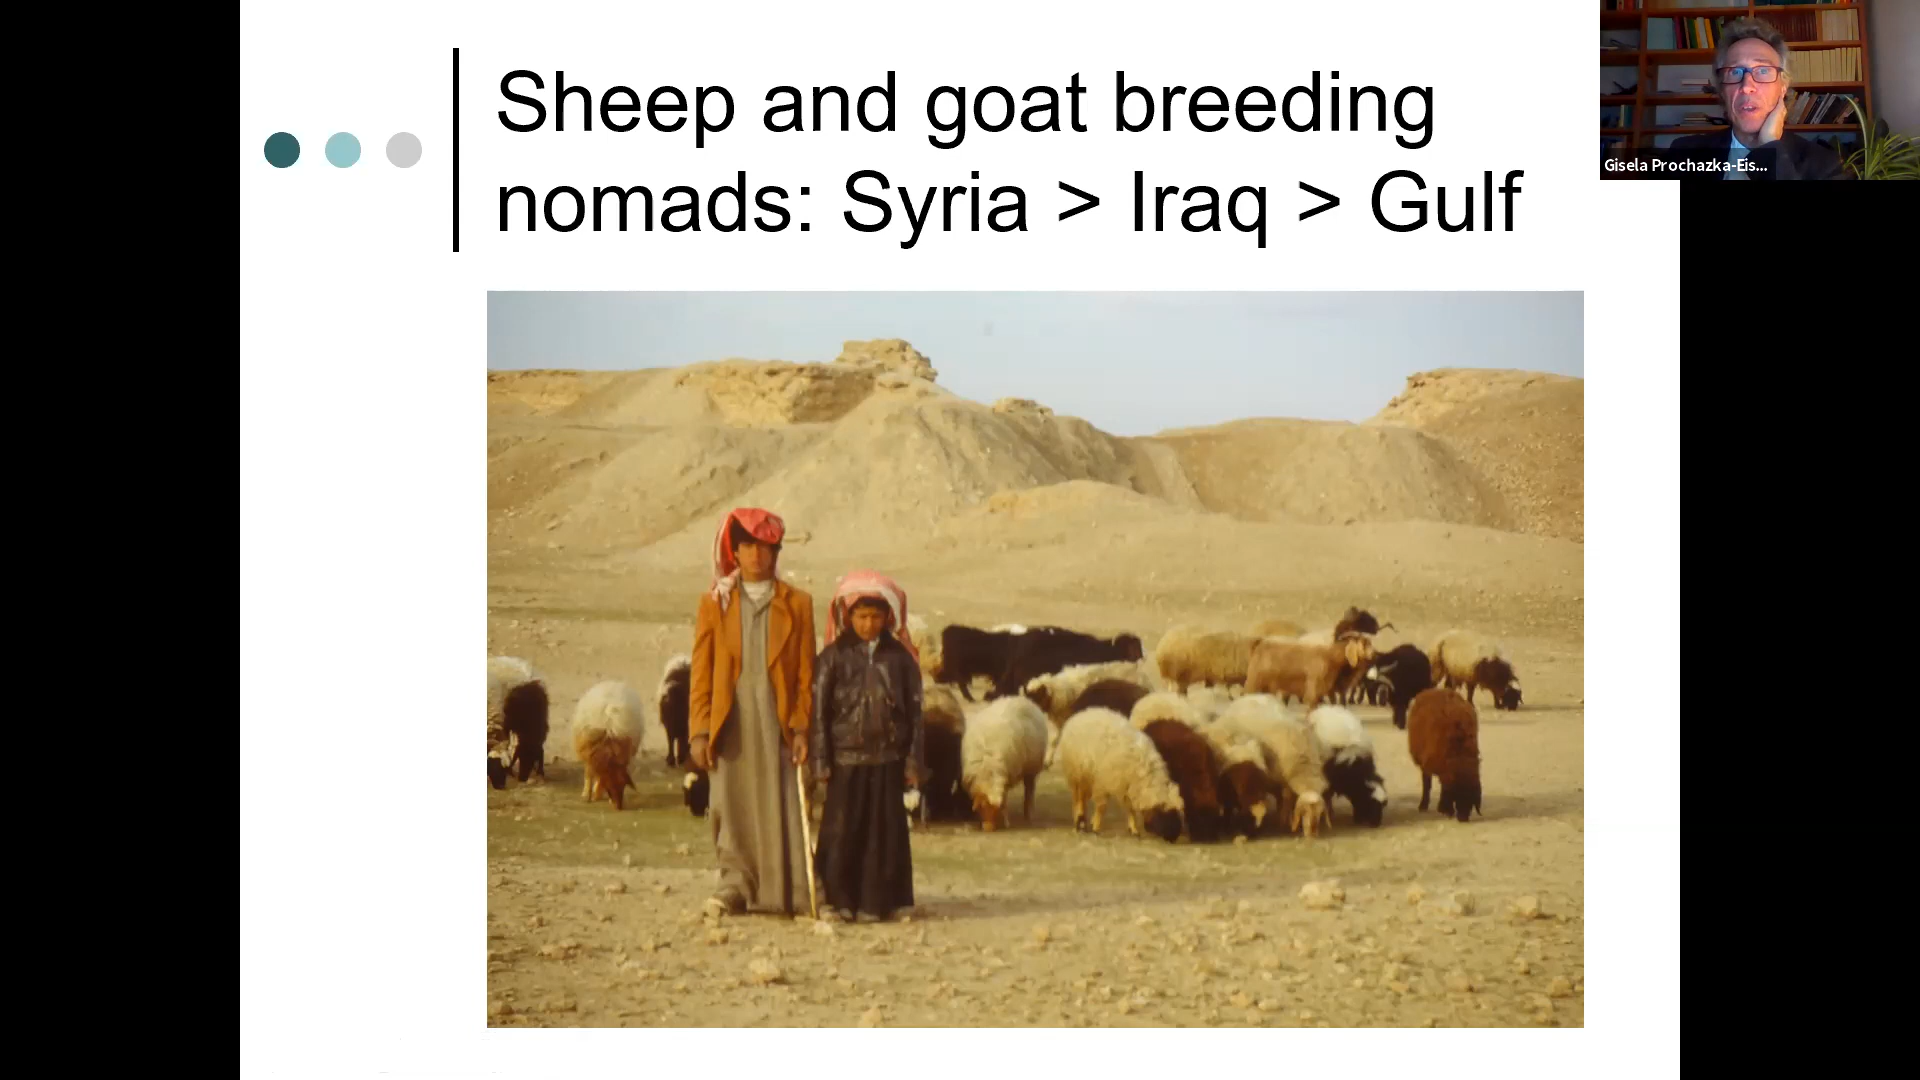 Sheep and goat breeding
nomads: Syria > Iraq > Gulf
Gisela Prochazka-Eis...